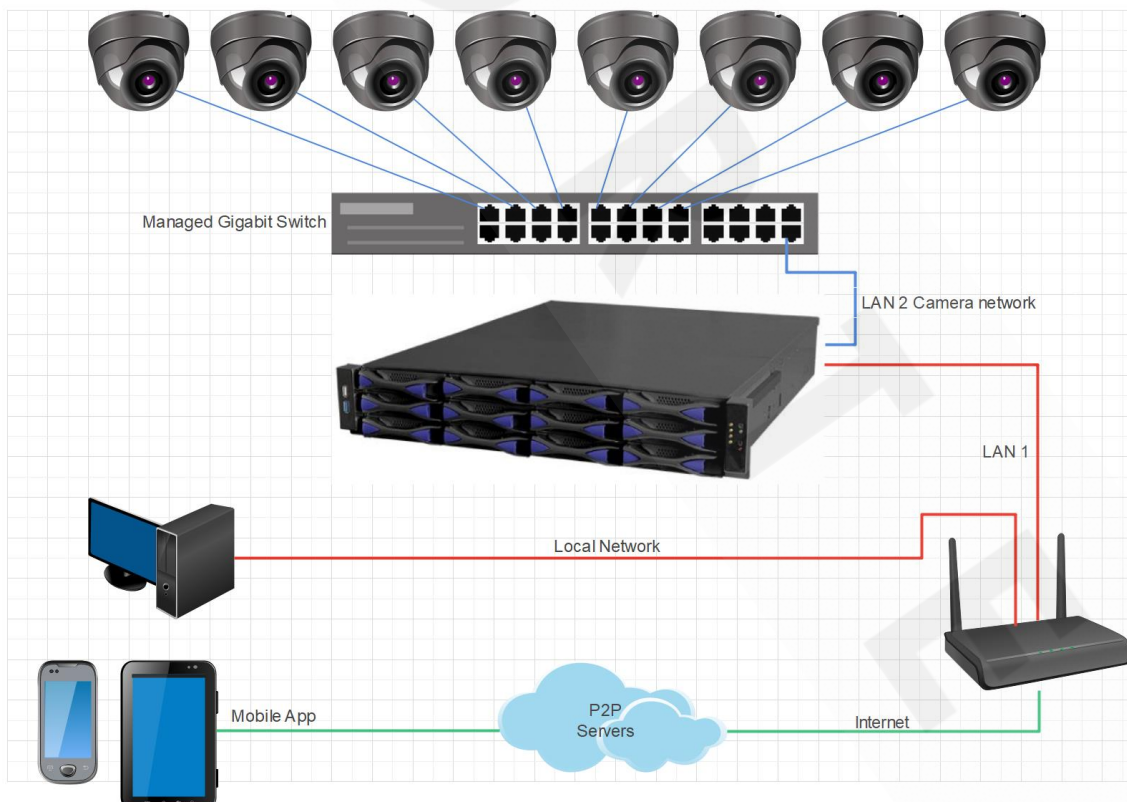 Managed Gigabit Switch
LAN 2 Camera network
LAN 1
Local Network
Mobile App
P2P
Servers
Internet